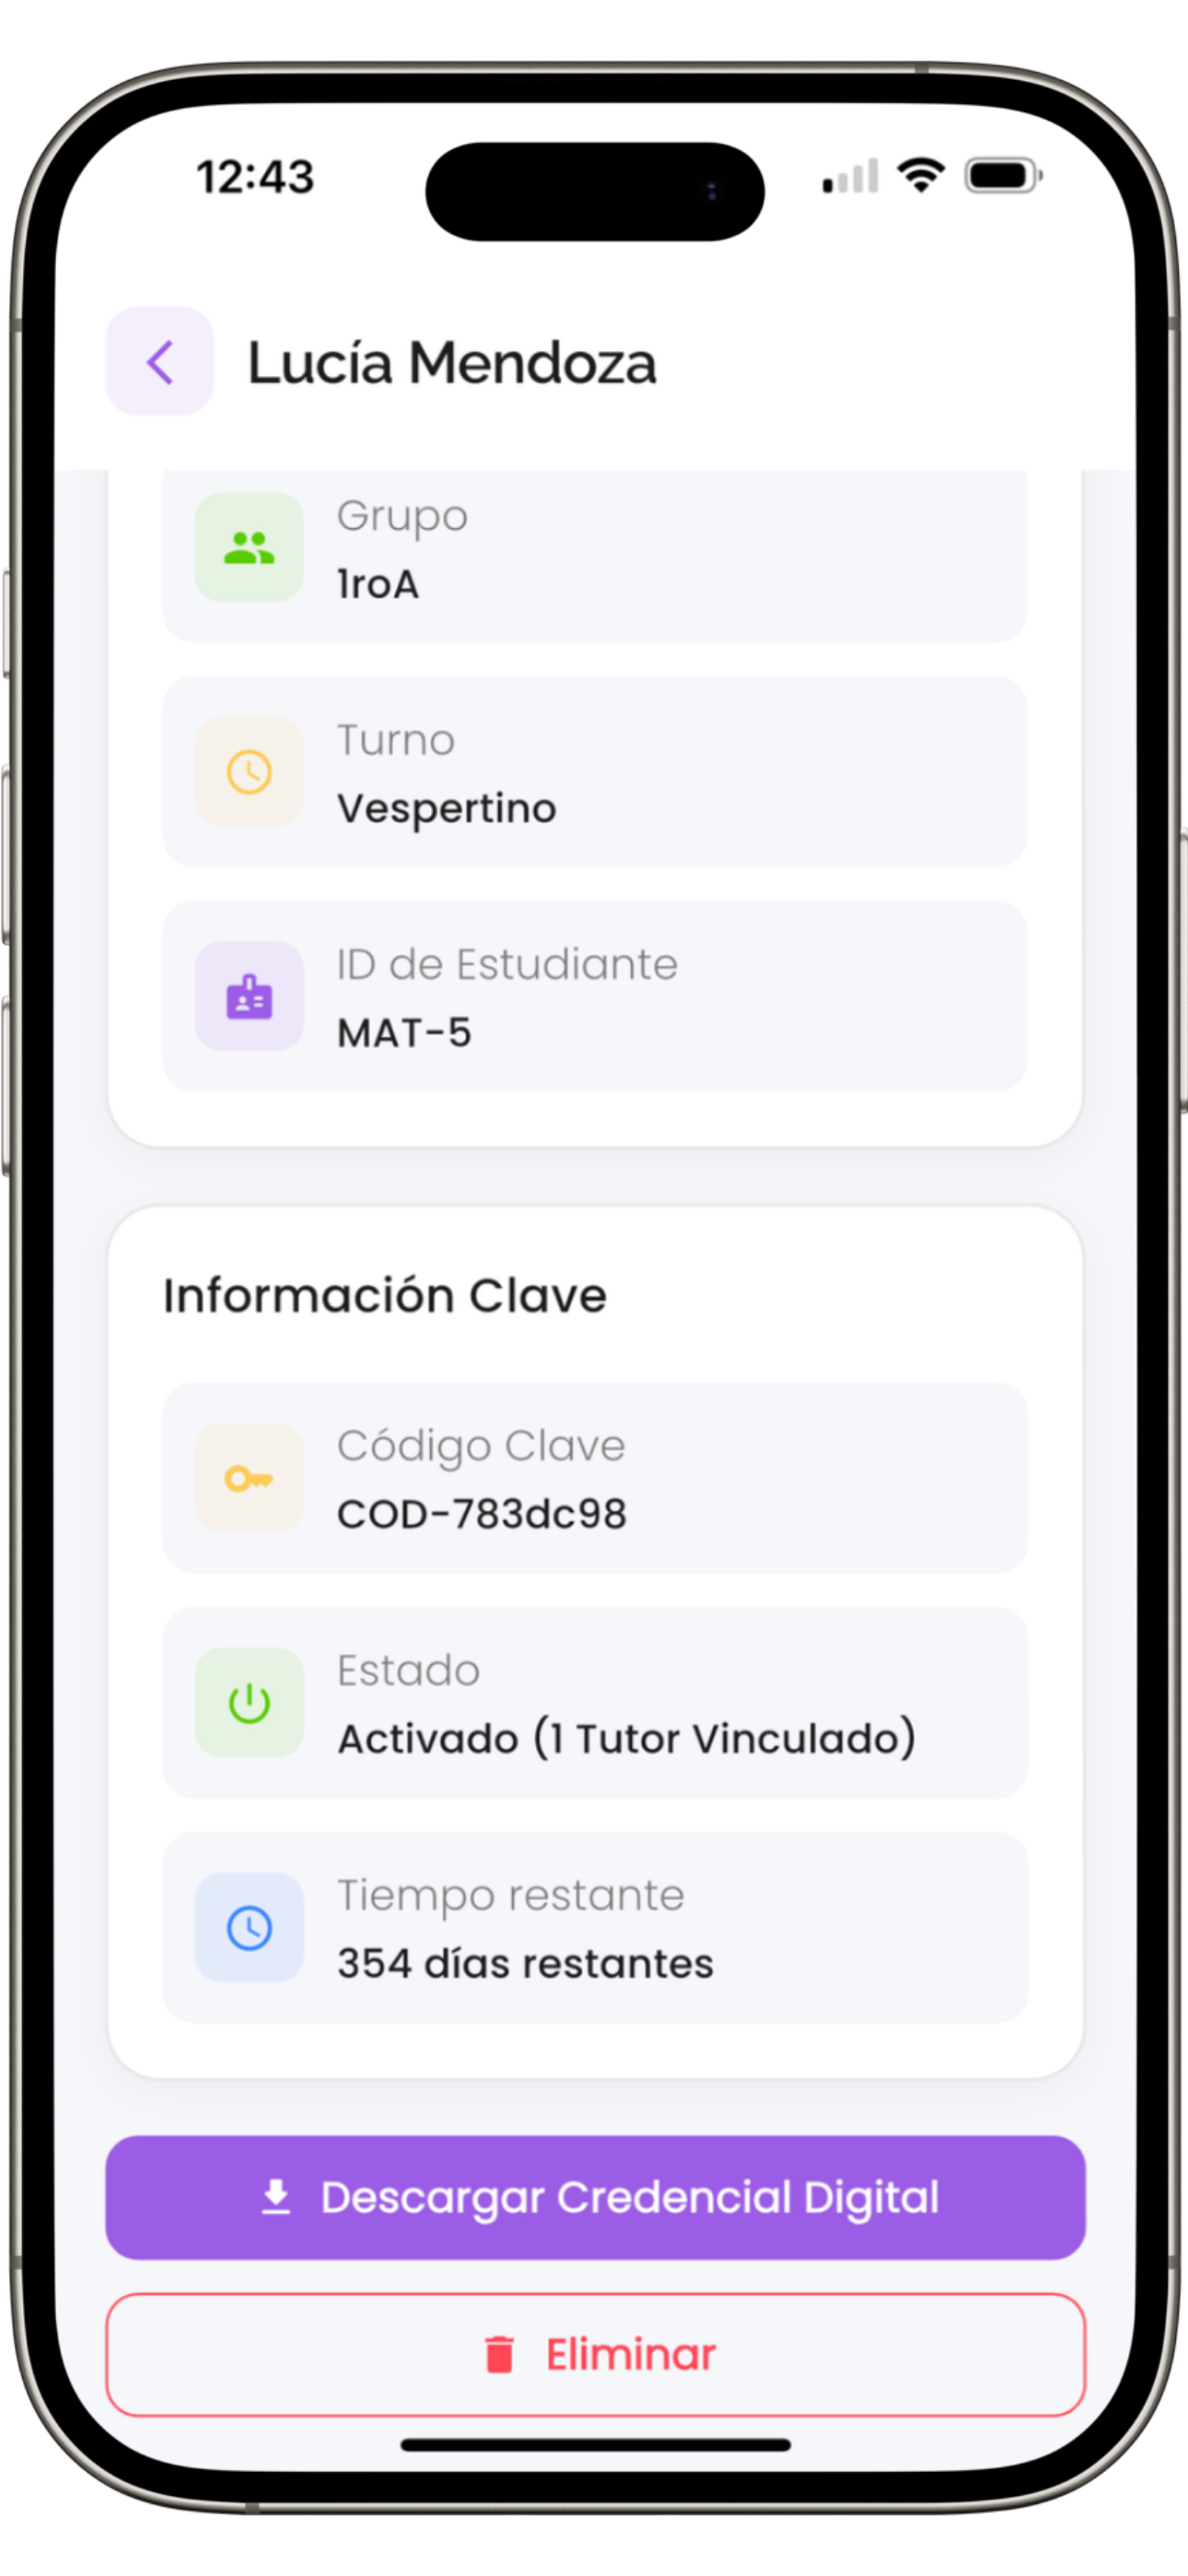 12:43
Lucía Mendoza
Grupo
1roA
Turno
Vespertino
ID de Estudiante
MAT-5
Información Clave
Código Clave
COD-783dc98
Estado
Activado (1 Tutor Vinculado)
Tiempo restante
354 días restantes
Descargar Credencial Digital
Eliminar